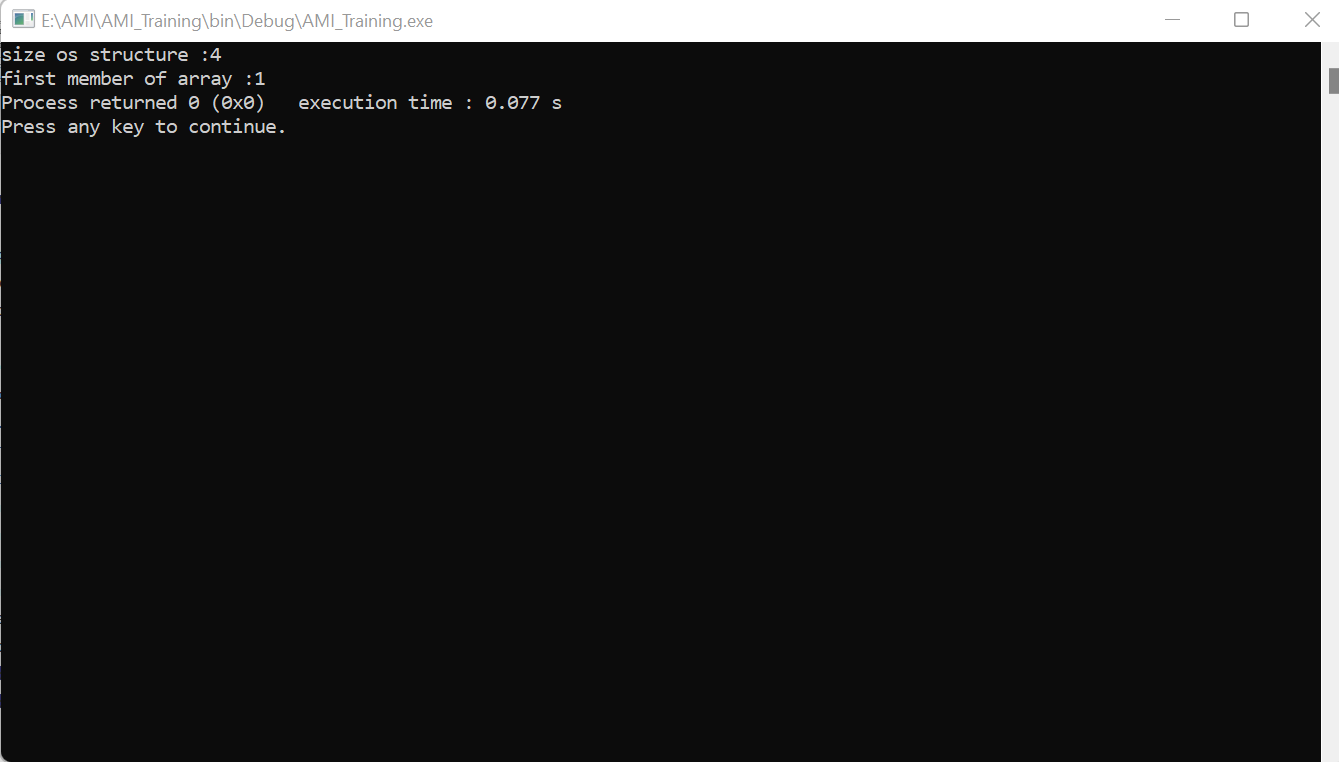 E:\AMI\AMI_Training\bin\Debug\AMI_Training.exe
size os structure :4
first member of array :1
Process returned 0 (0x0)   execution time : 0.077 s
Press any key to continue.